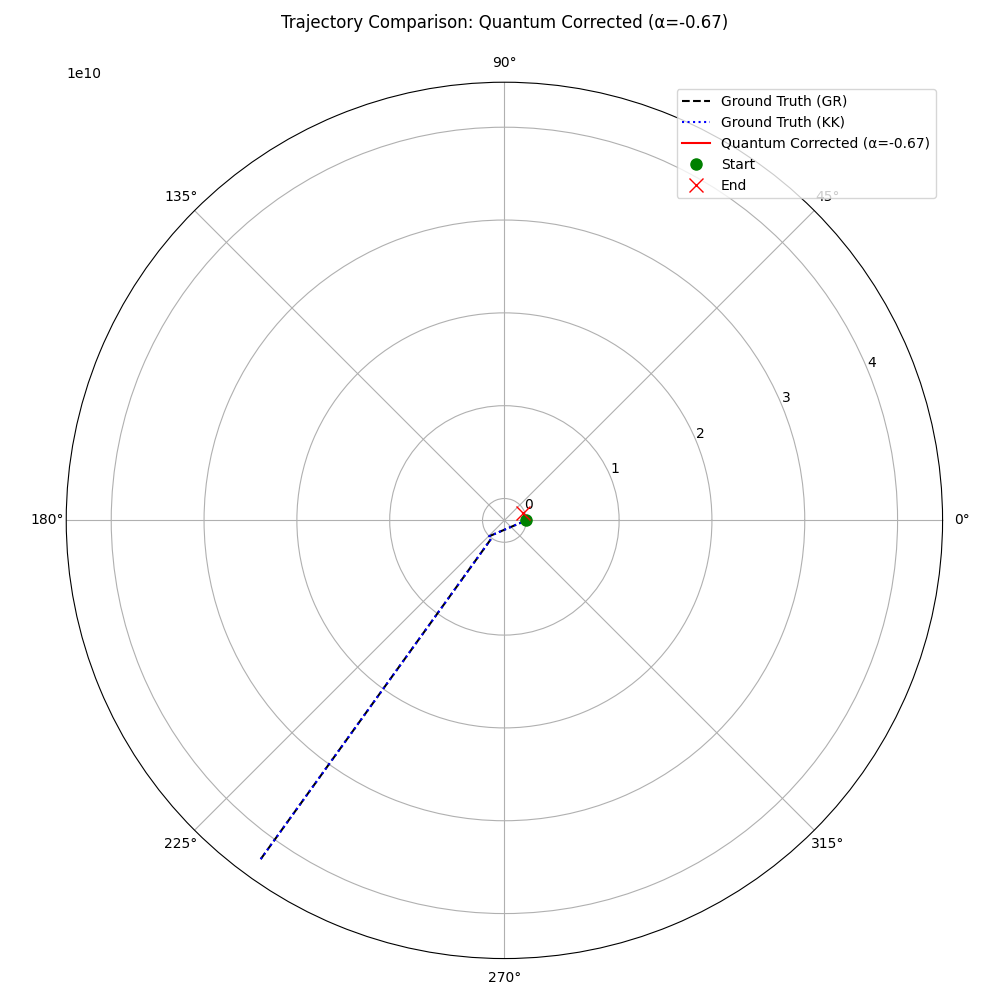 Trajectory Comparison: Quantum Corrected (α=-0.67)
1e10
90°
Ground Truth (GR)
Ground Truth (KK)
Quantum Corrected (α=-0.67)
Start
End
135°
45°
4
3
2
1
0
180°
0°
225°
315°
270°